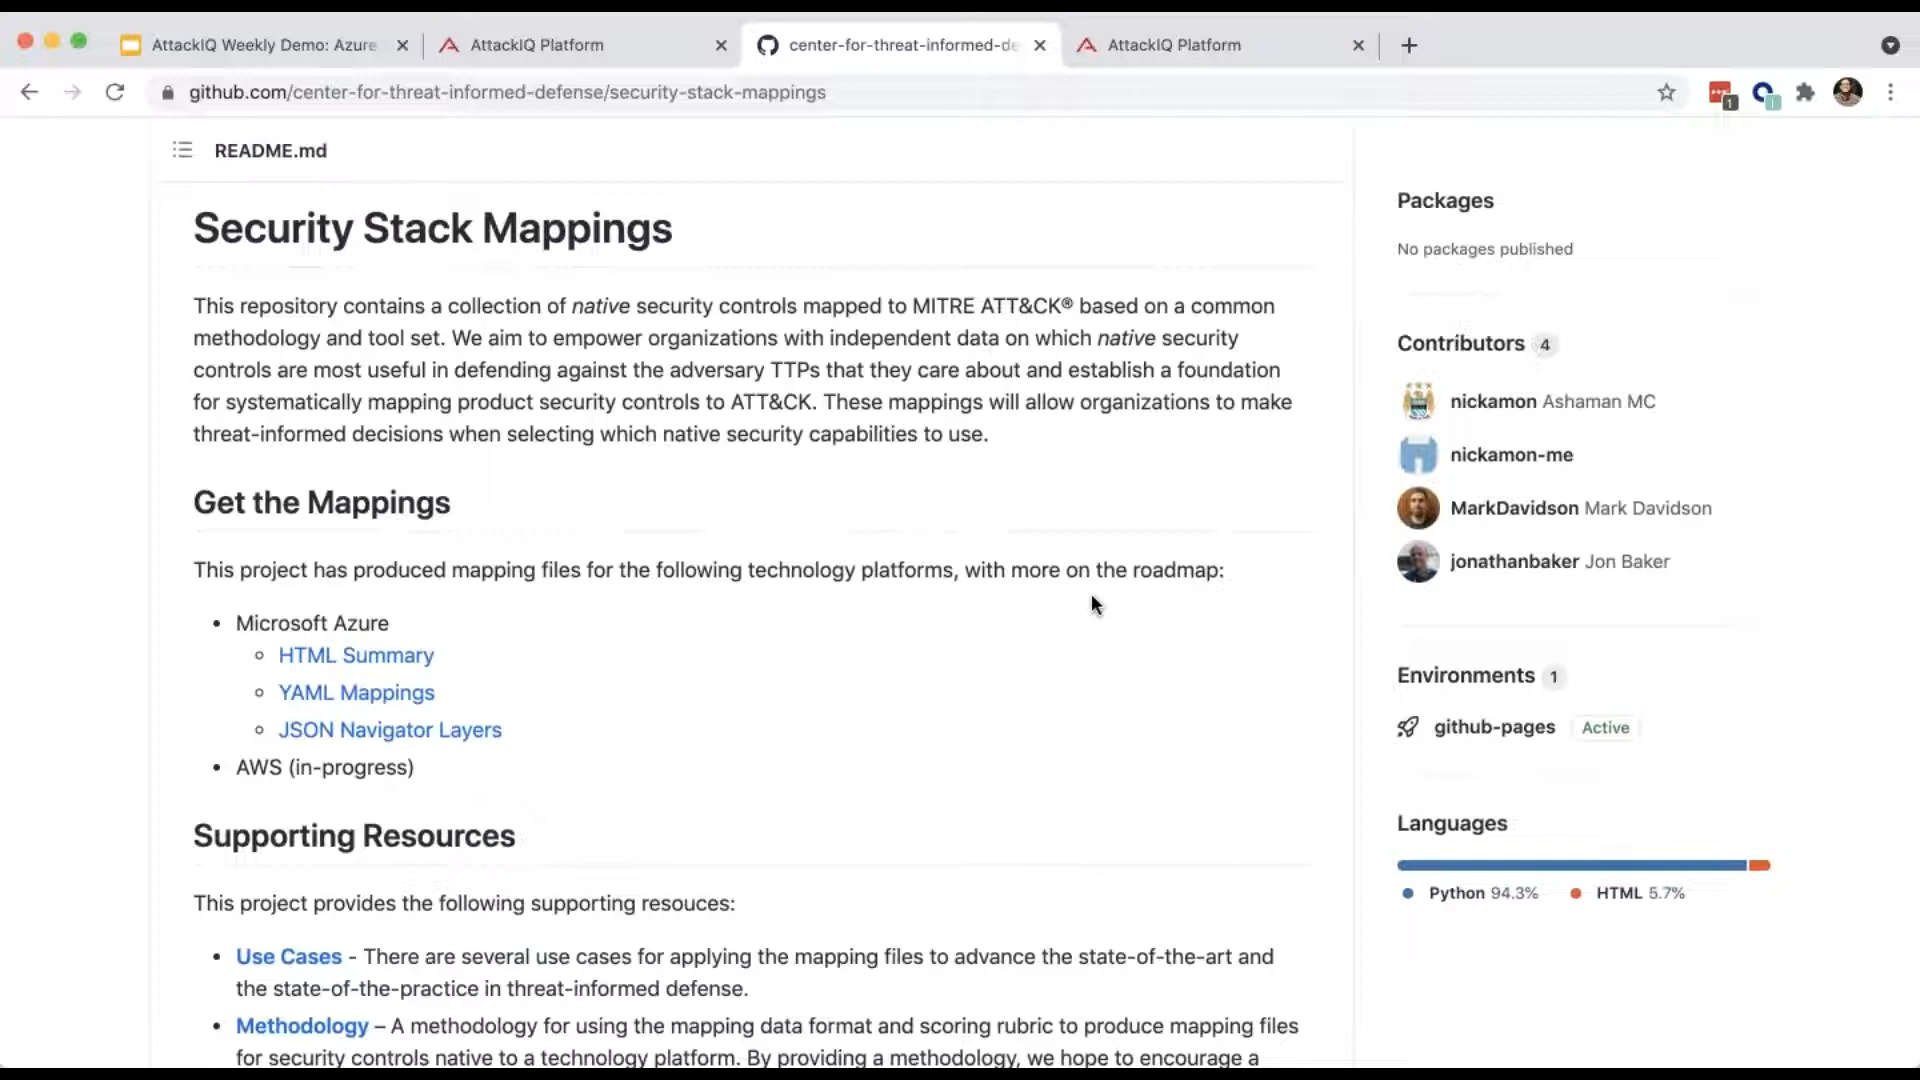 AttackIQ Weekly Demo: Azure
AttackIQ Platform
center-for-threat-informed-de
AttackIQ Platform
github.com/center-for-threat-informed-defense/security-stack-mappings
1
README.md
Security Stack Mappings
This repository contains a collection of native security controls mapped to MITRE ATT&CK® based on a common
methodology and tool set. We aim to empower organizations with independent data on which native security
controls are most useful in defending against the adversary TTPs that they care about and establish a foundation
for systematically mapping product security controls to ATT&CK. These mappings will allow organizations to make
threat-informed decisions when selecting which native security capabilities to use.
Get the Mappings
This project has produced mapping files for the following technology platforms, with more on the roadmap:
• Microsoft Azure
HTML Summary
YAML Mappings
JSON Navigator Layers
• AWS (in-progress)
Supporting Resources
This project provides the following supporting resouces:
• Use Cases - There are several use cases for applying the mapping files to advance the state-of-the-art and
the state-of-the-practice in threat-informed defense.
• Methodology – A methodology for using the mapping data format and scoring rubric to produce mapping files
for security controls native to a technology platform. By providing a methodology, we hope to encourage a
Packages
No packages published
Contributors 4
nickamon Ashaman MC
nickamon-me
MarkDavidson Mark Davidson
jonathanbaker Jon Baker
Environments 1
github-pages Active
Languages
Python 94.3% HTML 5.7%